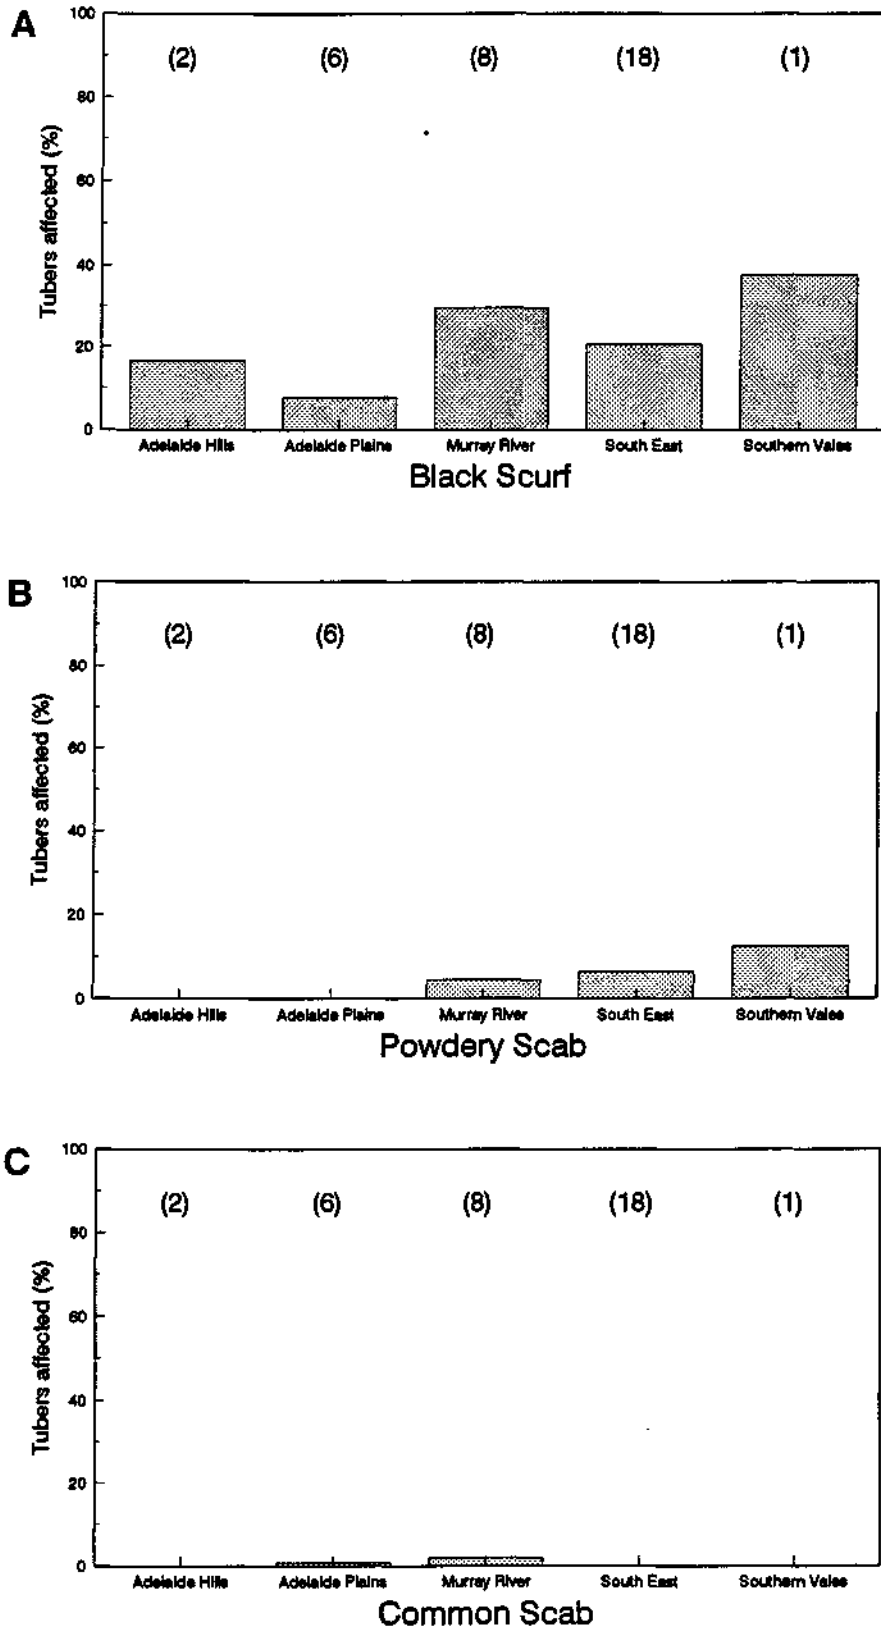 A
100
(2) (6) (8) (18) (1)
80
60
40
20
0
Tubers affected (%)
Adelaide Hills Adelaide Plains Murray River South East Southern Vales
Black Scurf
B
100
(2) (6) (8) (18) (1)
80
60
40
20
0
Tubers affected (%)
Adelaide Hills Adelaide Plains Murray River South East Southern Vales
Powdery Scab
C
100
(2) (6) (8) (18) (1)
80
60
40
20
0
Tubers affected (%)
Adelaide Hills Adelaide Plains Murray River South East Southern Vales
Common Scab